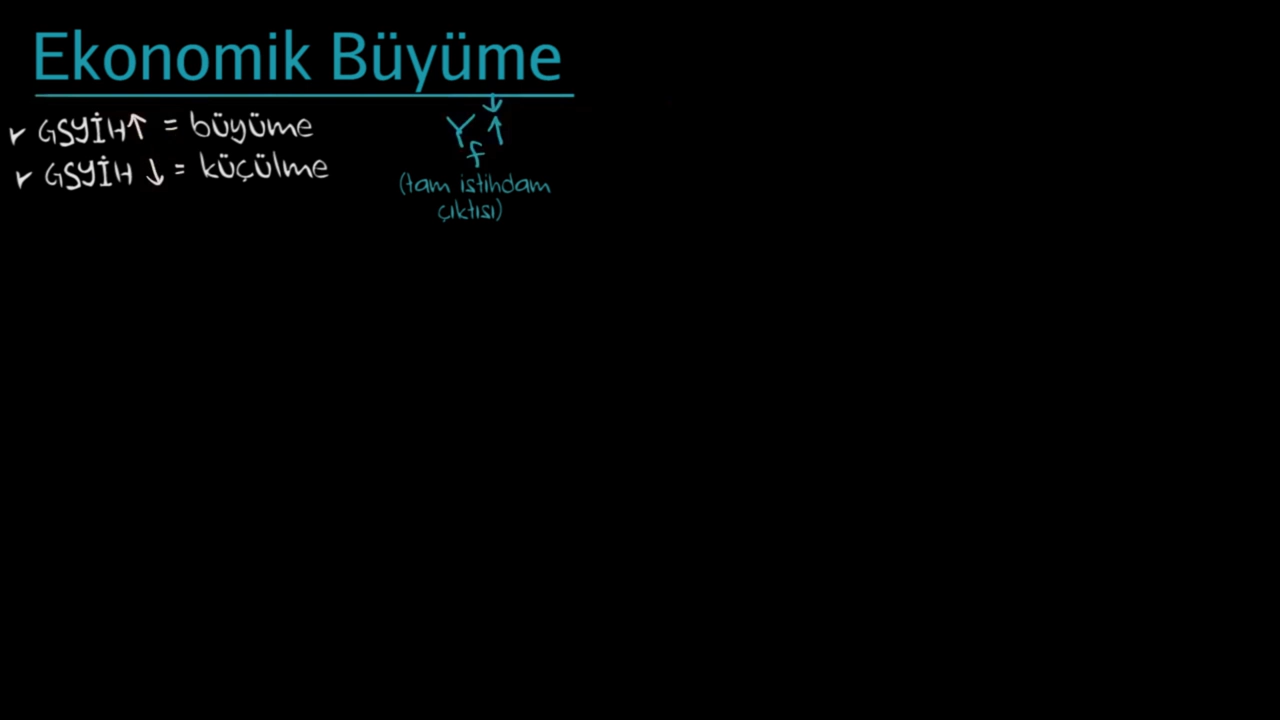 Ekonomik Büyüme
GSYİH↑ = büyüme
GSYİH ↓ = küçülme
↓
Yf ↑
(tam istihdam
çıktısı)